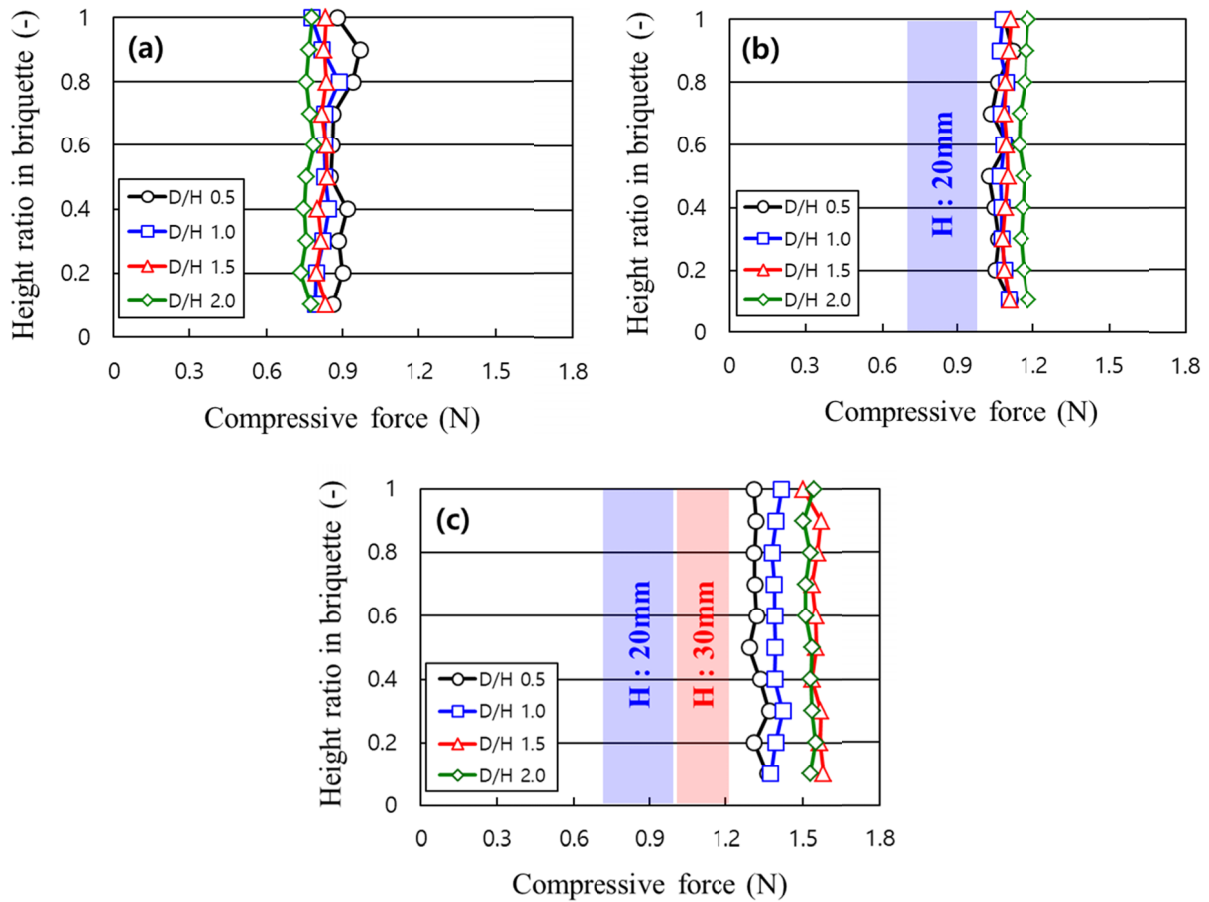 (a)
Height ratio in briquette (-)
1
0.8
0.6
0.4
0.2
0
D/H 0.5
D/H 1.0
D/H 1.5
D/H 2.0
0 0.3 0.6 0.9 1.2 1.5 1.8
Compressive force (N)
(b)
Height ratio in briquette (-)
1
0.8
0.6
0.4
0.2
0
H : 20mm
D/H 0.5
D/H 1.0
D/H 1.5
D/H 2.0
0 0.3 0.6 0.9 1.2 1.5 1.8
Compressive force (N)
(c)
Height ratio in briquette (-)
1
0.8
0.6
0.4
0.2
0
H : 20mm
H : 30mm
D/H 0.5
D/H 1.0
D/H 1.5
D/H 2.0
0 0.3 0.6 0.9 1.2 1.5 1.8
Compressive force (N)